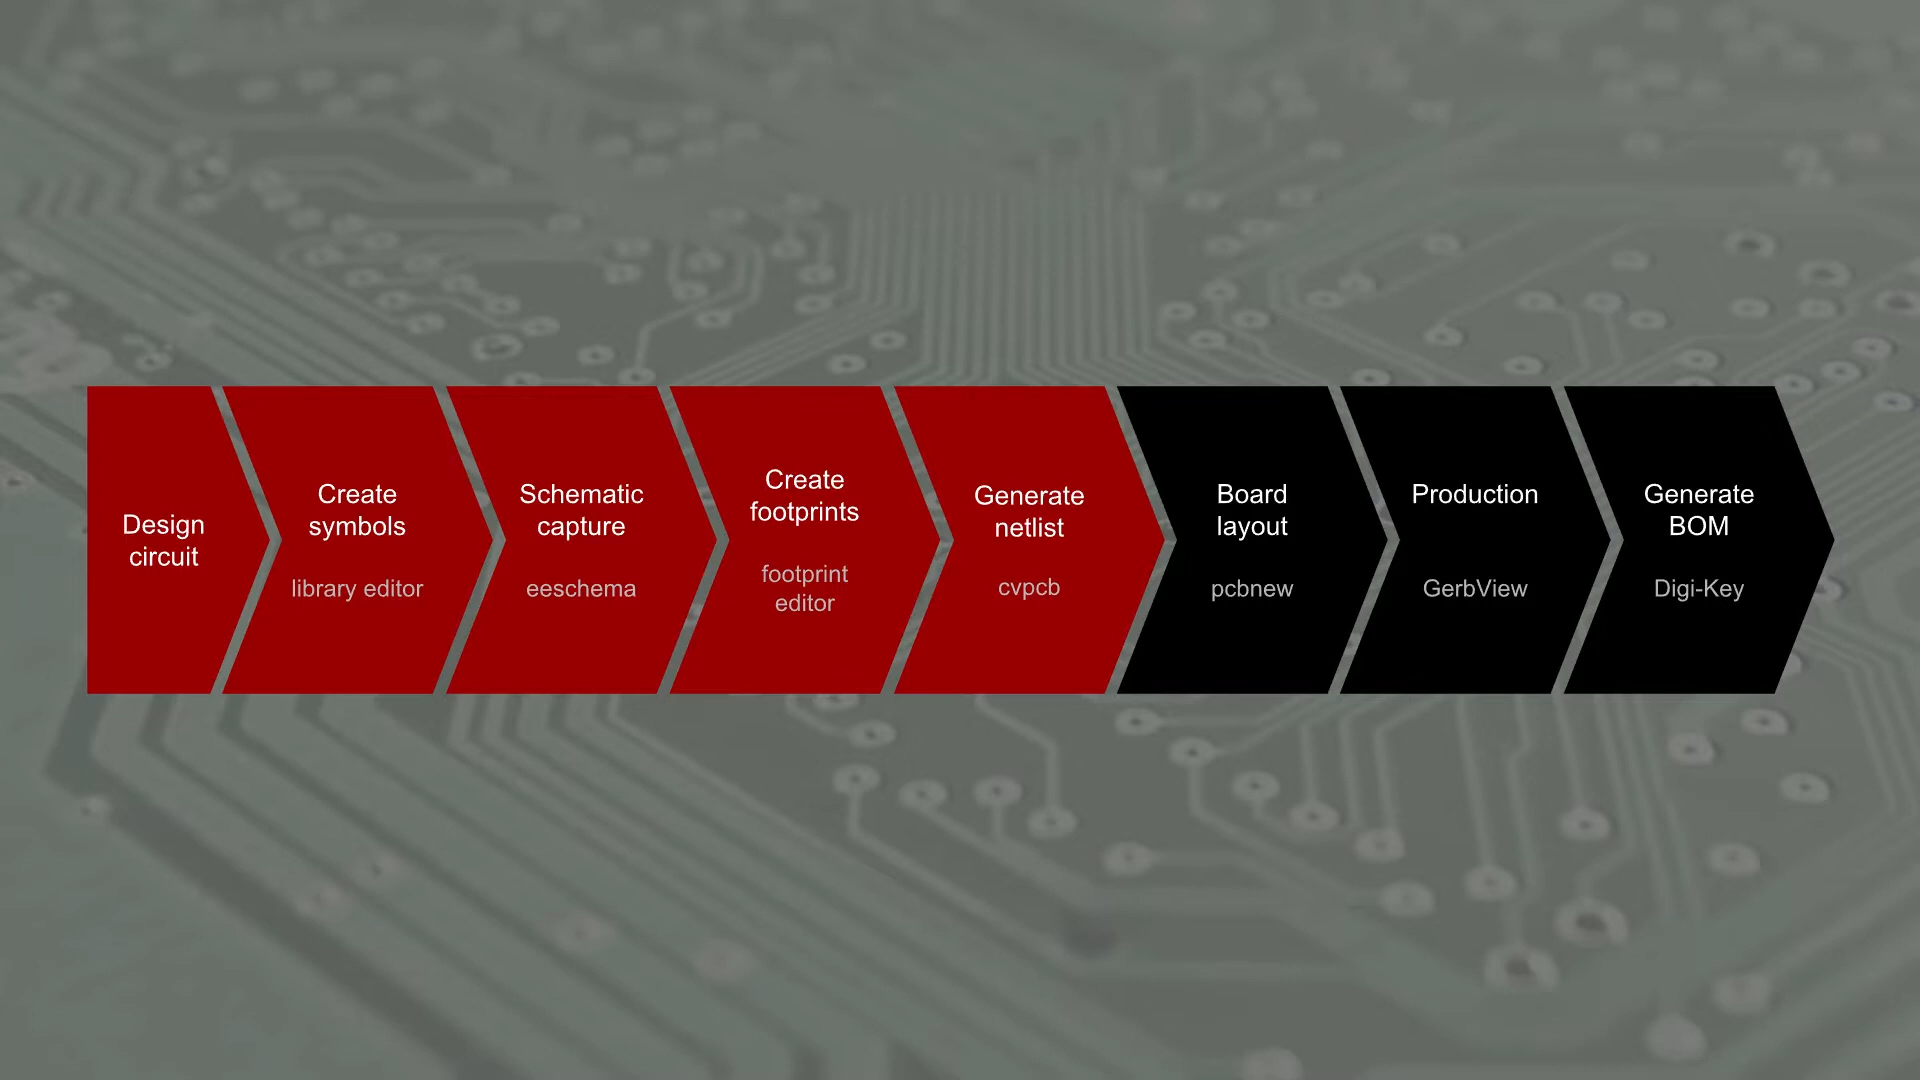 Design
circuit
Create
symbols
library editor
Schematic
capture
eeschema
Create
footprints
footprint
editor
Generate
netlist
cvpcb
Board
layout
pcbnew
Production
GerbView
Generate
BOM
Digi-Key